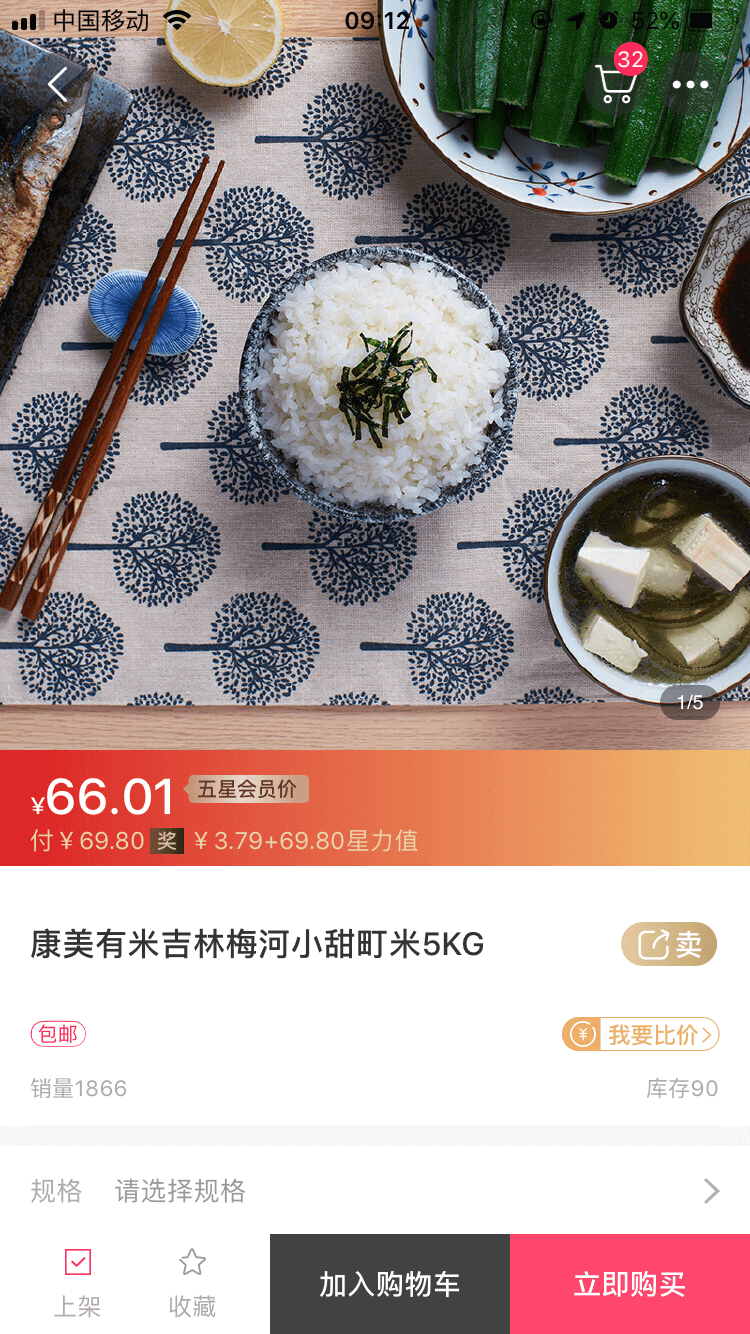 中国移动 09:12 52%
32
1/5
¥66.01 五星会员价
付¥69.80 奖 ¥3.79+69.80星力值
康美有米吉林梅河小甜町米5KG 卖
包邮 ¥ 我要比价
销量1866 库存90
规格 请选择规格
上架 收藏 加入购物车 立即购买